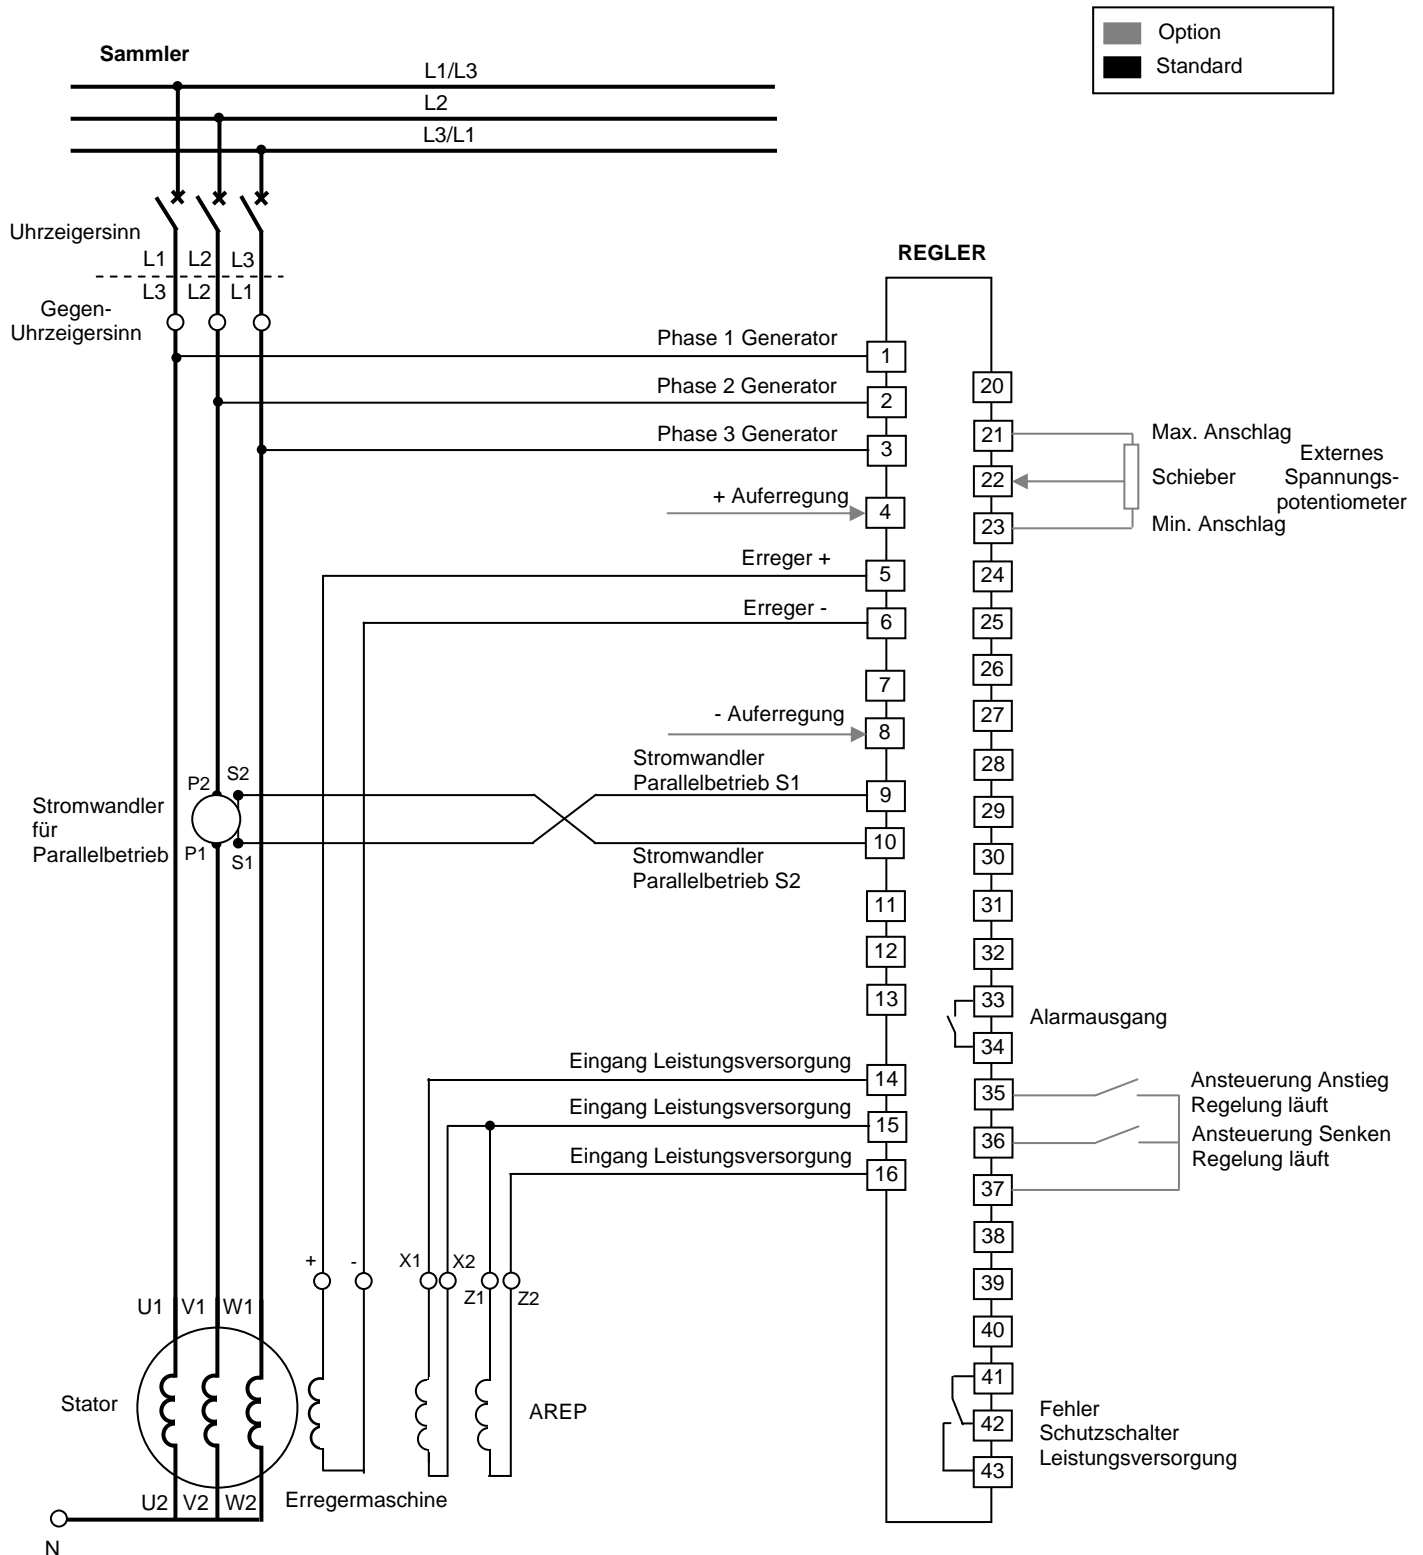 Option
Standard
Sammler
L1/L3
L2
L3/L1
Uhrzeigersinn
L1 L2 L3
L3 L2 L1
Gegen-
Uhrzeigersinn
REGLER
Phase 1 Generator
1
Phase 2 Generator
2
Phase 3 Generator
3
+ Auferregung
4
Erreger +
5
Erreger -
6
7
- Auferregung
8
Stromwandler
Parallelbetrieb S1
9
10
Stromwandler
Parallelbetrieb S2
P2 S2
Stromwandler
für
Parallelbetrieb
P1 S1
11
12
13
Eingang Leistungsversorgung
14
Eingang Leistungsversorgung
15
Eingang Leistungsversorgung
16
20
21
Max. Anschlag
22
Schieber
23
Min. Anschlag
Externes
Spannungs-
potentiometer
24
25
26
27
28
29
30
31
32
33
34
Alarmausgang
35
Ansteuerung Anstieg
Regelung läuft
36
Ansteuerung Senken
Regelung läuft
37
38
39
40
41
42
43
Fehler
Schutzschalter
Leistungsversorgung
+ -
X1 X2
Z1 Z2
U1 V1 W1
Stator
AREP
U2 V2 W2
Erregermaschine
N